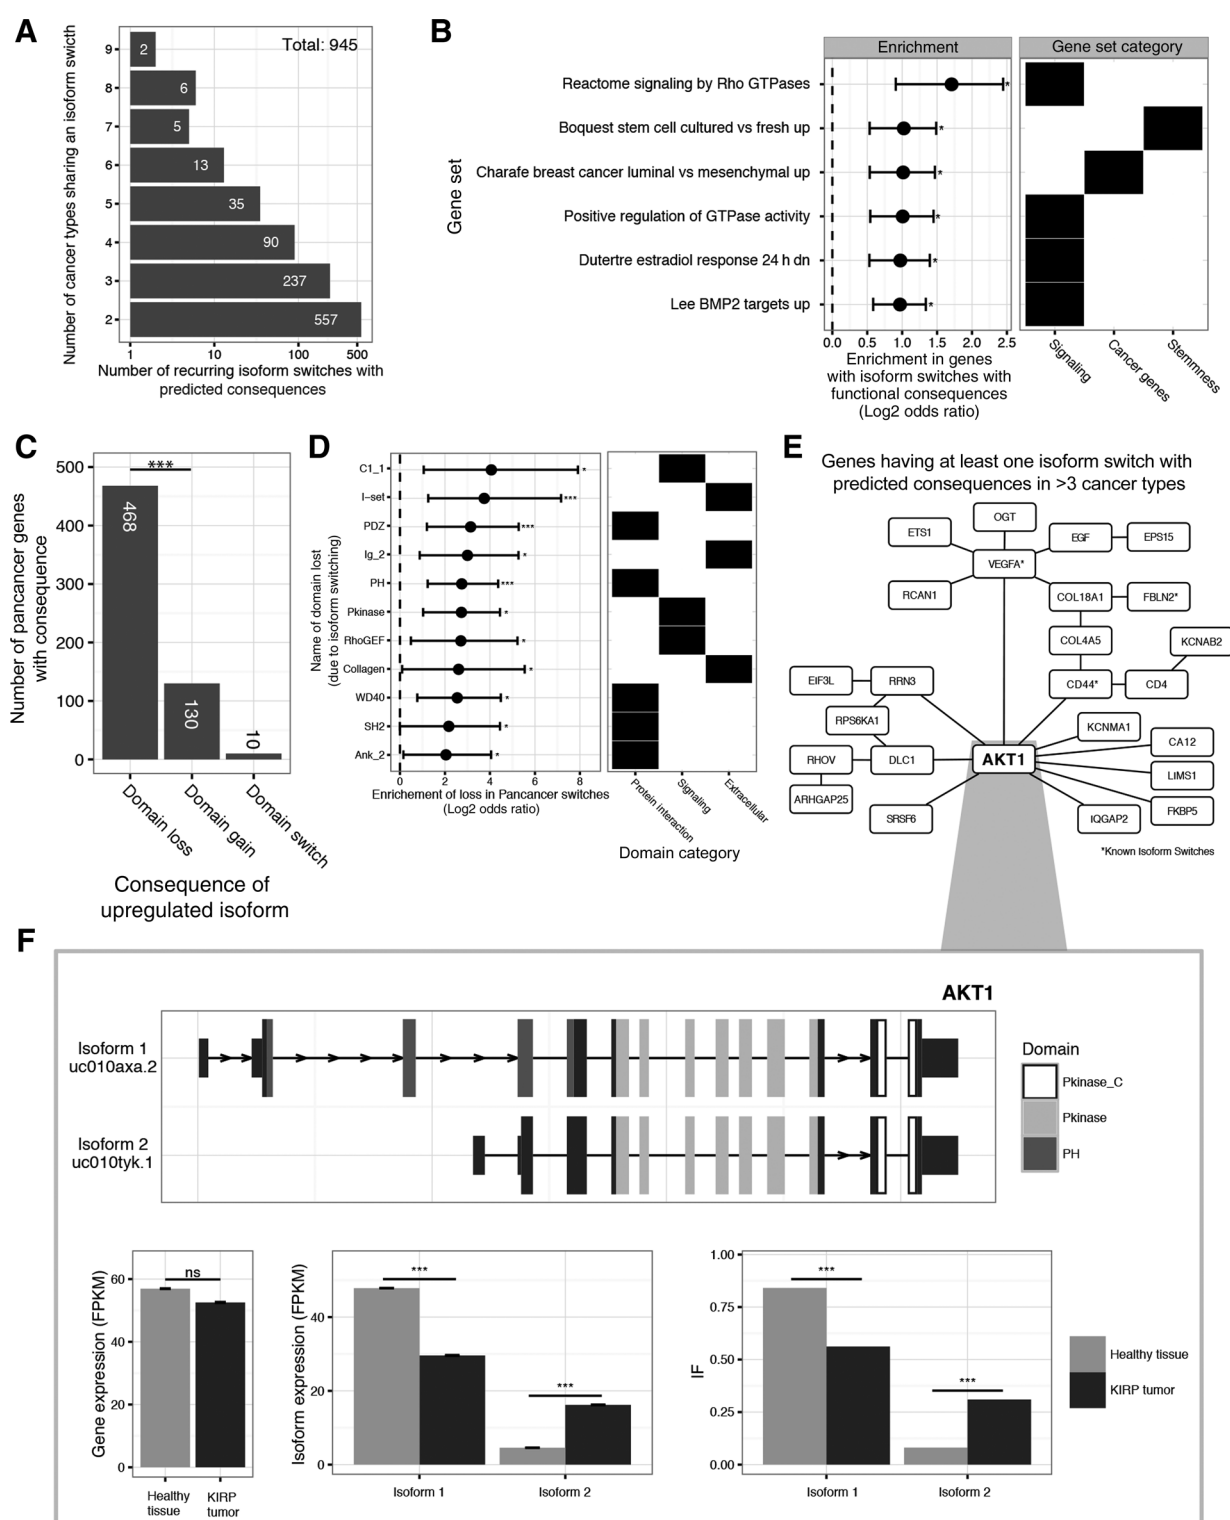 A
Number of cancer types sharing an isoform swicth
Total: 945
9
2
8
6
7
5
6
13
5
35
4
90
3
237
2
557
1
10
100
500
Number of recurring isoform switches with
predicted consequences
B
Gene set
Enrichment
Gene set category
Reactome signaling by Rho GTPases
*
Boquest stem cell cultured vs fresh up
*
Charafe breast cancer luminal vs mesenchymal up
*
Positive regulation of GTPase activity
*
Dutertre estradiol response 24 h dn
*
Lee BMP2 targets up
*
0.0
0.5
1.0
1.5
2.0
2.5
Enrichment in genes
with isoform switches with
functional consequences
(Log2 odds ratio)
Signaling
Cancer genes
Stemmness
C
Number of pancancer genes
with consequence
500
400
300
200
100
0
***
468
130
10
Domain loss
Domain gain
Domain switch
Consequence of
upregulated isoform
D
Name of domain lost
(due to isoform switching)
C1_1
*
I-set
***
PDZ
***
Ig_2
*
PH
***
Pkinase
*
RhoGEF
*
Collagen
*
WD40
*
SH2
*
Ank_2
*
0
2
4
6
8
Enrichement of loss in Pancancer switches
(Log2 odds ratio)
Protein interaction
Signaling
Extracellular
Domain category
E
Genes having at least one isoform switch with
predicted consequences in >3 cancer types
OGT
ETS1
EGF
EPS15
VEGFA*
RCAN1
COL18A1
FBLN2*
COL4A5
KCNAB2
EIF3L
RRN3
CD44*
CD4
RPS6KA1
KCNMA1
CA12
RHOV
DLC1
AKT1
LIMS1
ARHGAP25
FKBP5
SRSF6
IQGAP2
*Known Isoform Switches
F
AKT1
Isoform 1
uc010axa.2
Isoform 2
uc010tyk.1
Domain
Pkinase_C
Pkinase
PH
Gene expression (FPKM)
60
40
20
0
ns
Healthy
tissue
KIRP
tumor
Isoform expression (FPKM)
40
20
0
***
***
Isoform 1
Isoform 2
IF
1.00
0.75
0.50
0.25
0.00
***
***
Isoform 1
Isoform 2
Healthy tissue
KIRP tumor